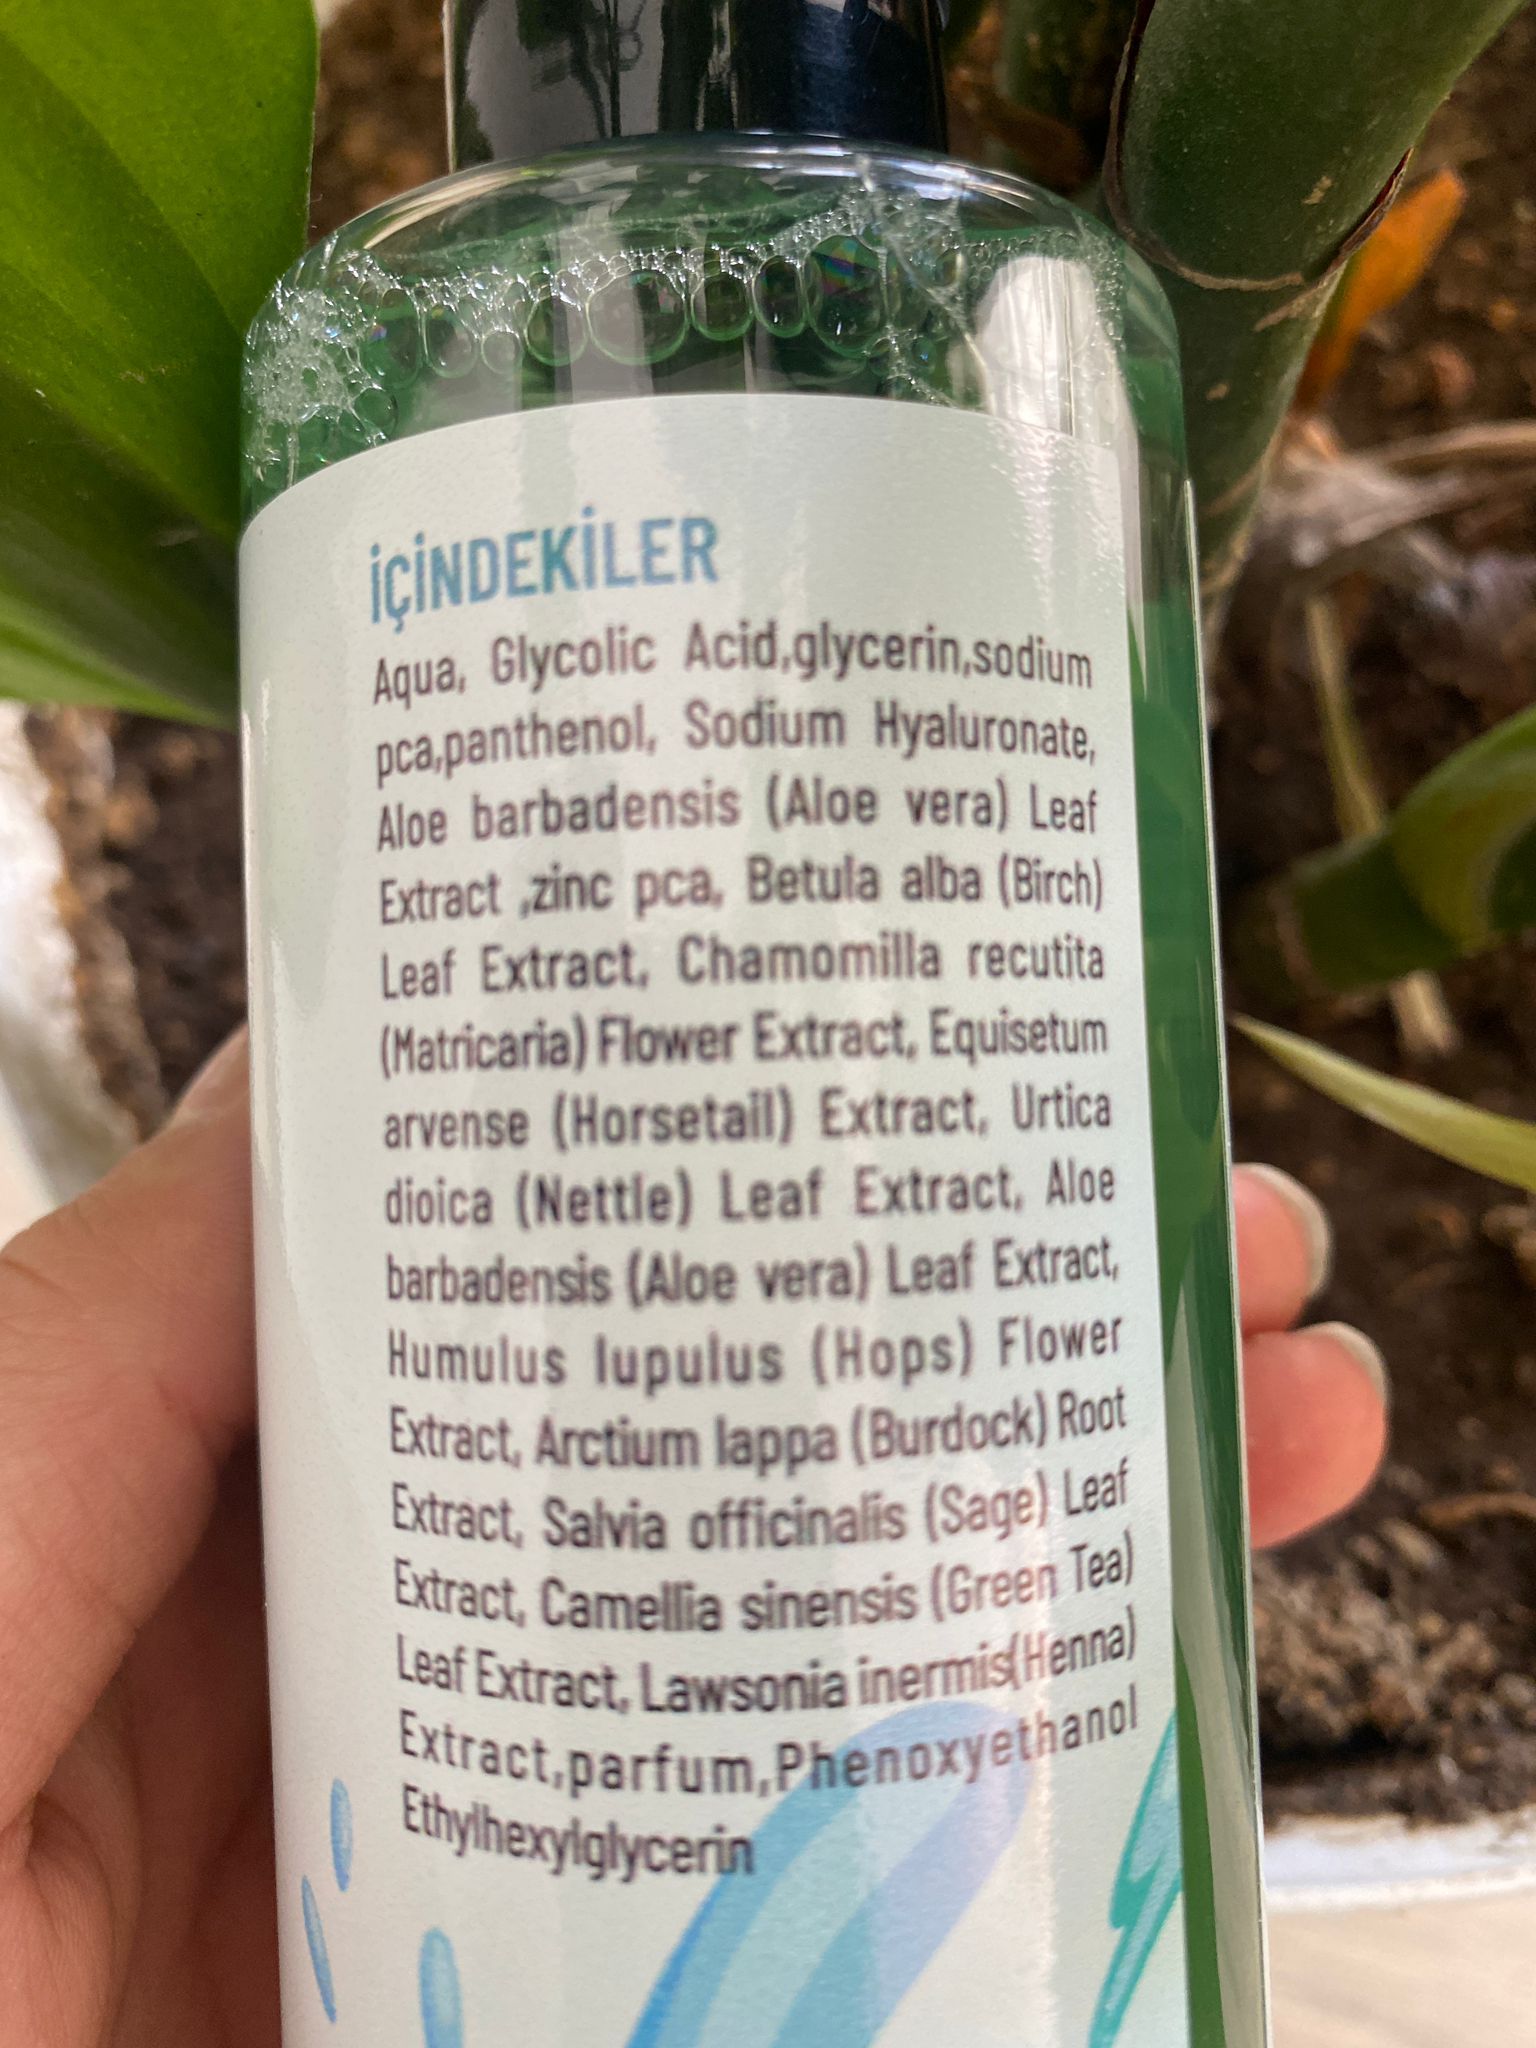 İÇİNDEKİLER
Aqua, Glycolic Acid,glycerin,sodium
pca,panthenol, Sodium Hyaluronate,
Aloe barbadensis (Aloe vera) Leaf
Extract ,zinc pca, Betula alba (Birch)
Leaf Extract, Chamomilla recutita
(Matricaria) Flower Extract, Equisetum
arvense (Horsetail) Extract, Urtica
dioica (Nettle) Leaf Extract, Aloe
barbadensis (Aloe vera) Leaf Extract,
Humulus lupulus (Hops) Flower
Extract, Arctium lappa (Burdock) Root
Extract, Salvia officinalis (Sage) Leaf
Extract, Camellia sinensis (Green Tea)
Leaf Extract, Lawsonia inermis(Henna)
Extract,parfum,Phenoxyethanol
Ethylhexylglycerin